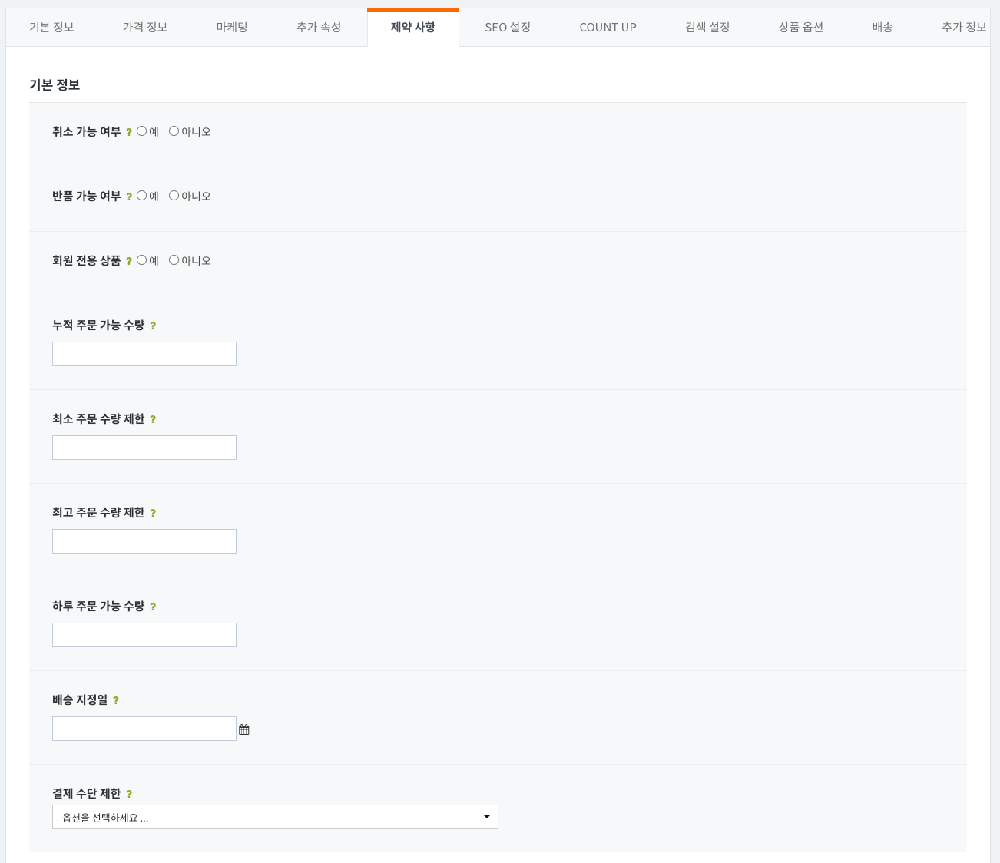 기본 정보 가격 정보 마케팅 추가 속성 제약 사항 SEO 설정 COUNT UP 검색 설정 상품 옵션 배송 추가 정보
기본 정보
취소 가능 여부 ? 예 아니오
반품 가능 여부 ? 예 아니오
회원 전용 상품 ? 예 아니오
누적 주문 가능 수량 ?
최소 주문 수량 제한 ?
최고 주문 수량 제한 ?
하루 주문 가능 수량 ?
배송 지정일 ?
결제 수단 제한 ?
옵션을 선택하세요 ...